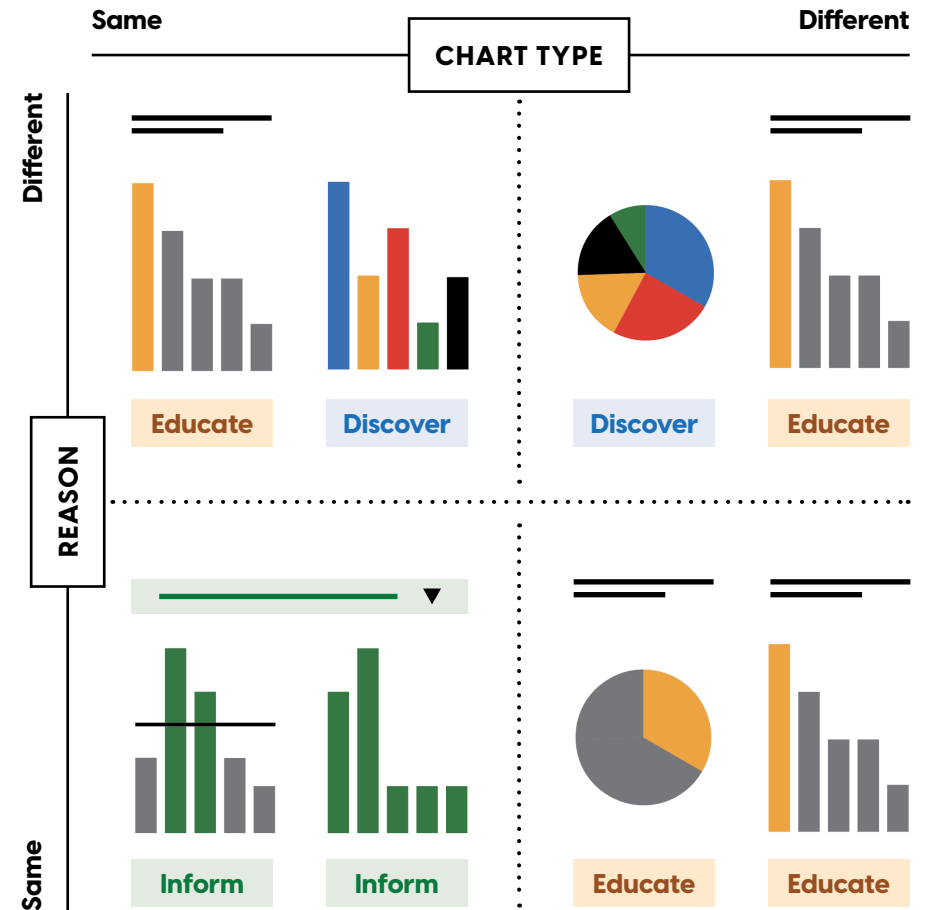 Same
Different
CHART TYPE
Different
Educate
Discover
Discover
Educate
REASON
Inform
Inform
Educate
Educate
Same